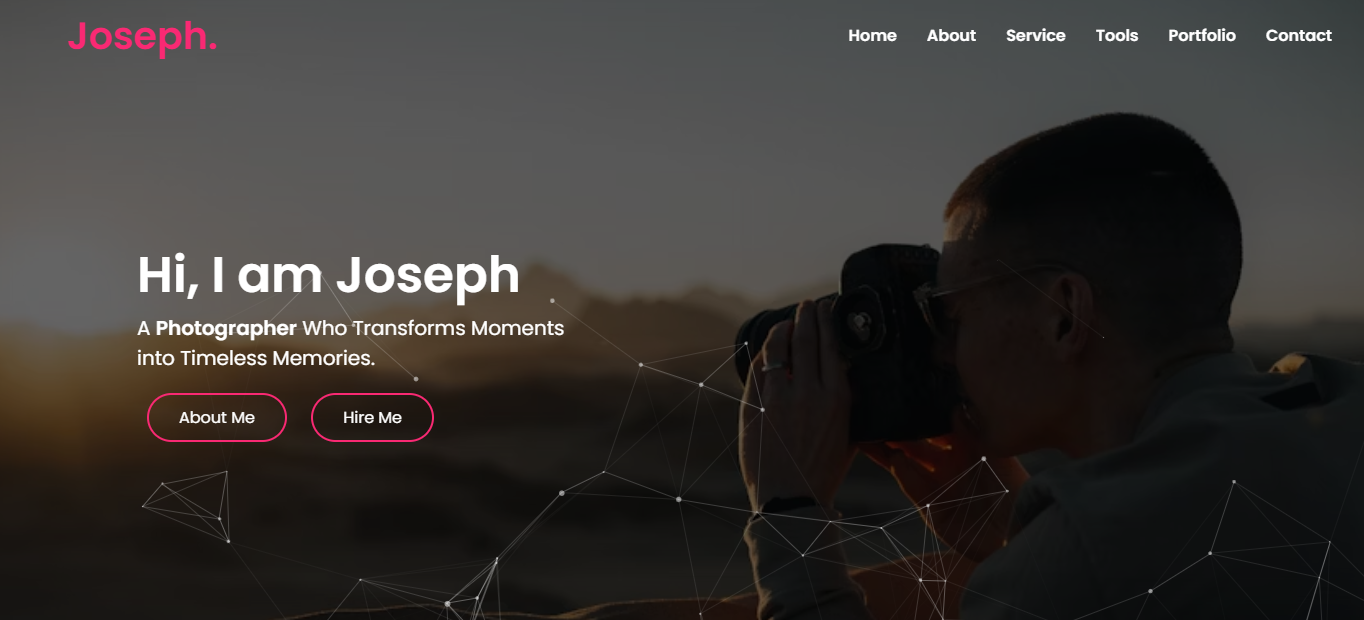 Joseph.
Home About Service Tools Portfolio Contact
Hi, I am Joseph
A Photographer Who Transforms Moments
into Timeless Memories.
About Me Hire Me